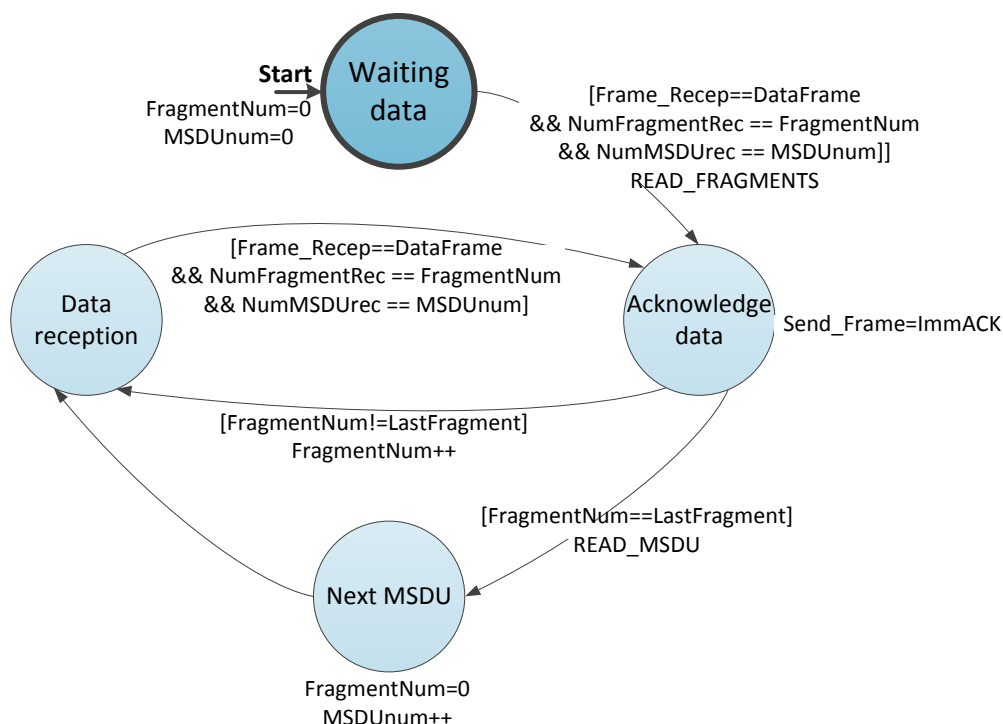 Start
FragmentNum=0
MSDUnum=0
Waiting
data
[Frame_Recep==DataFrame
&& NumFragmentRec == FragmentNum
&& NumMSDUrec == MSDUnum]]
READ_FRAGMENTS
[Frame_Recep==DataFrame
&& NumFragmentRec == FragmentNum
&& NumMSDUrec == MSDUnum]
Data
reception
Acknowledge
data
Send_Frame=ImmACK
[FragmentNum!=LastFragment]
FragmentNum++
[FragmentNum==LastFragment]
READ_MSDU
Next MSDU
FragmentNum=0
MSDUnum++